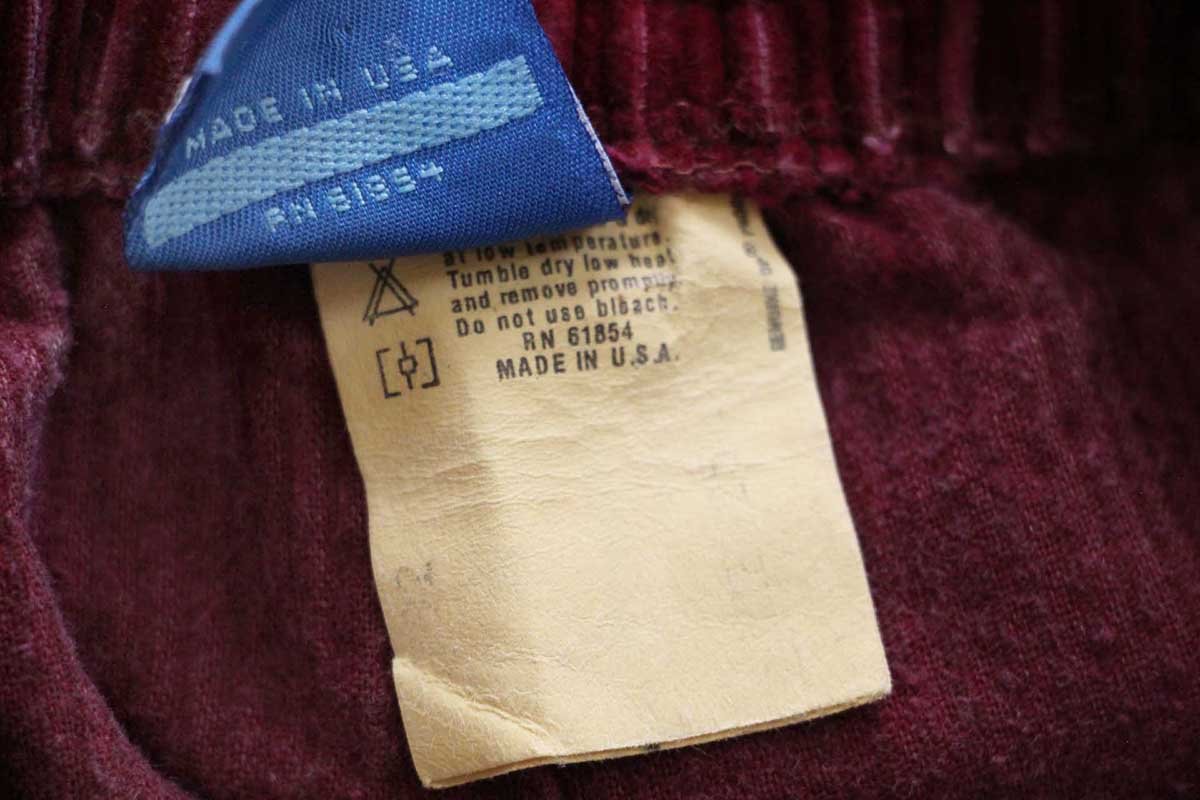 MADE IN USA
RN 61854
at low temperature.
Tumble dry low heat
and remove promptly.
Do not use bleach.
RN 61854
MADE IN U.S.A.